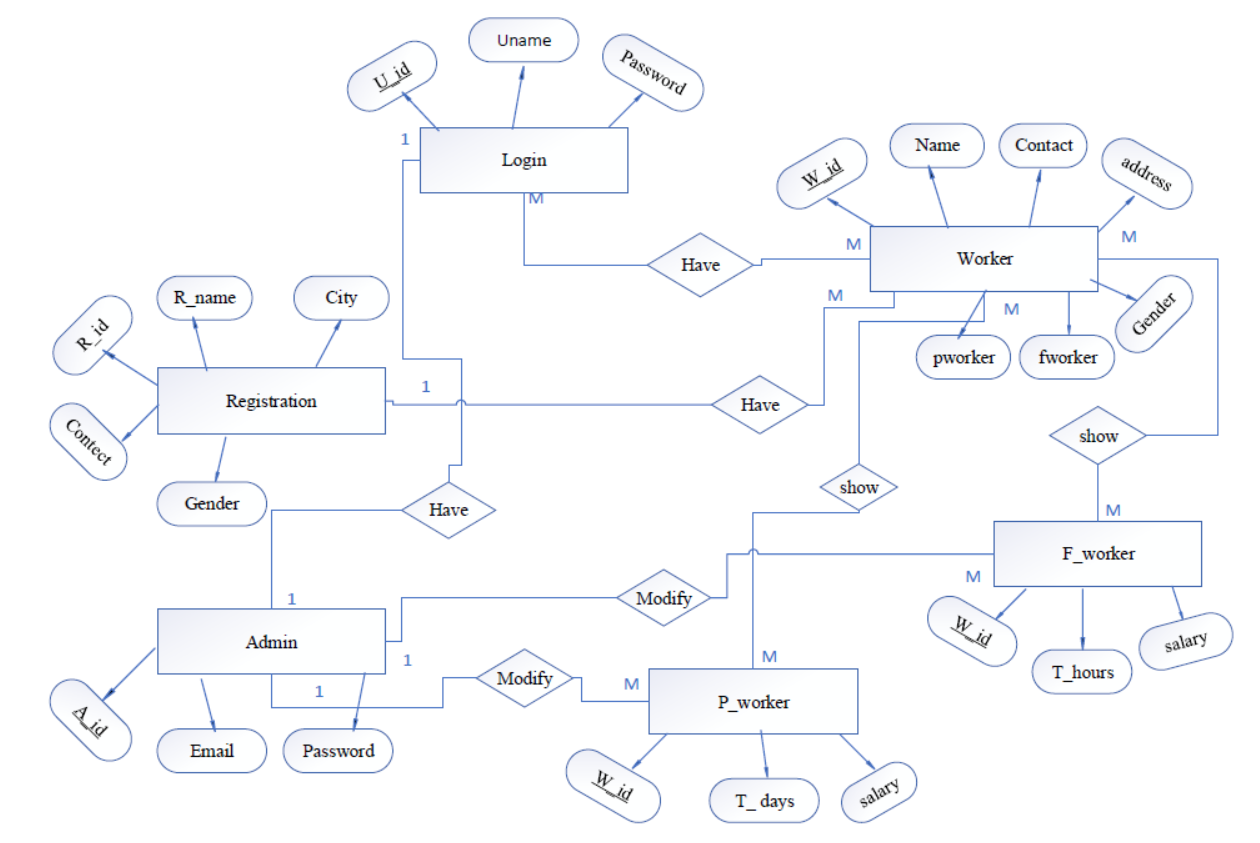 Uname
U_id
Password
1
Login
M
Name
Contact
W_id
address
M
M
Worker
Have
R_name
City
M
M
Gender
R_id
pworker
fworker
1
Registration
Have
Contect
show
show
Gender
Have
M
F_worker
M
1
Modify
W_id
salary
Admin
1
M
T_hours
Modify
M
1
P_worker
A_id
Email
Password
W_id
T_ days
salary